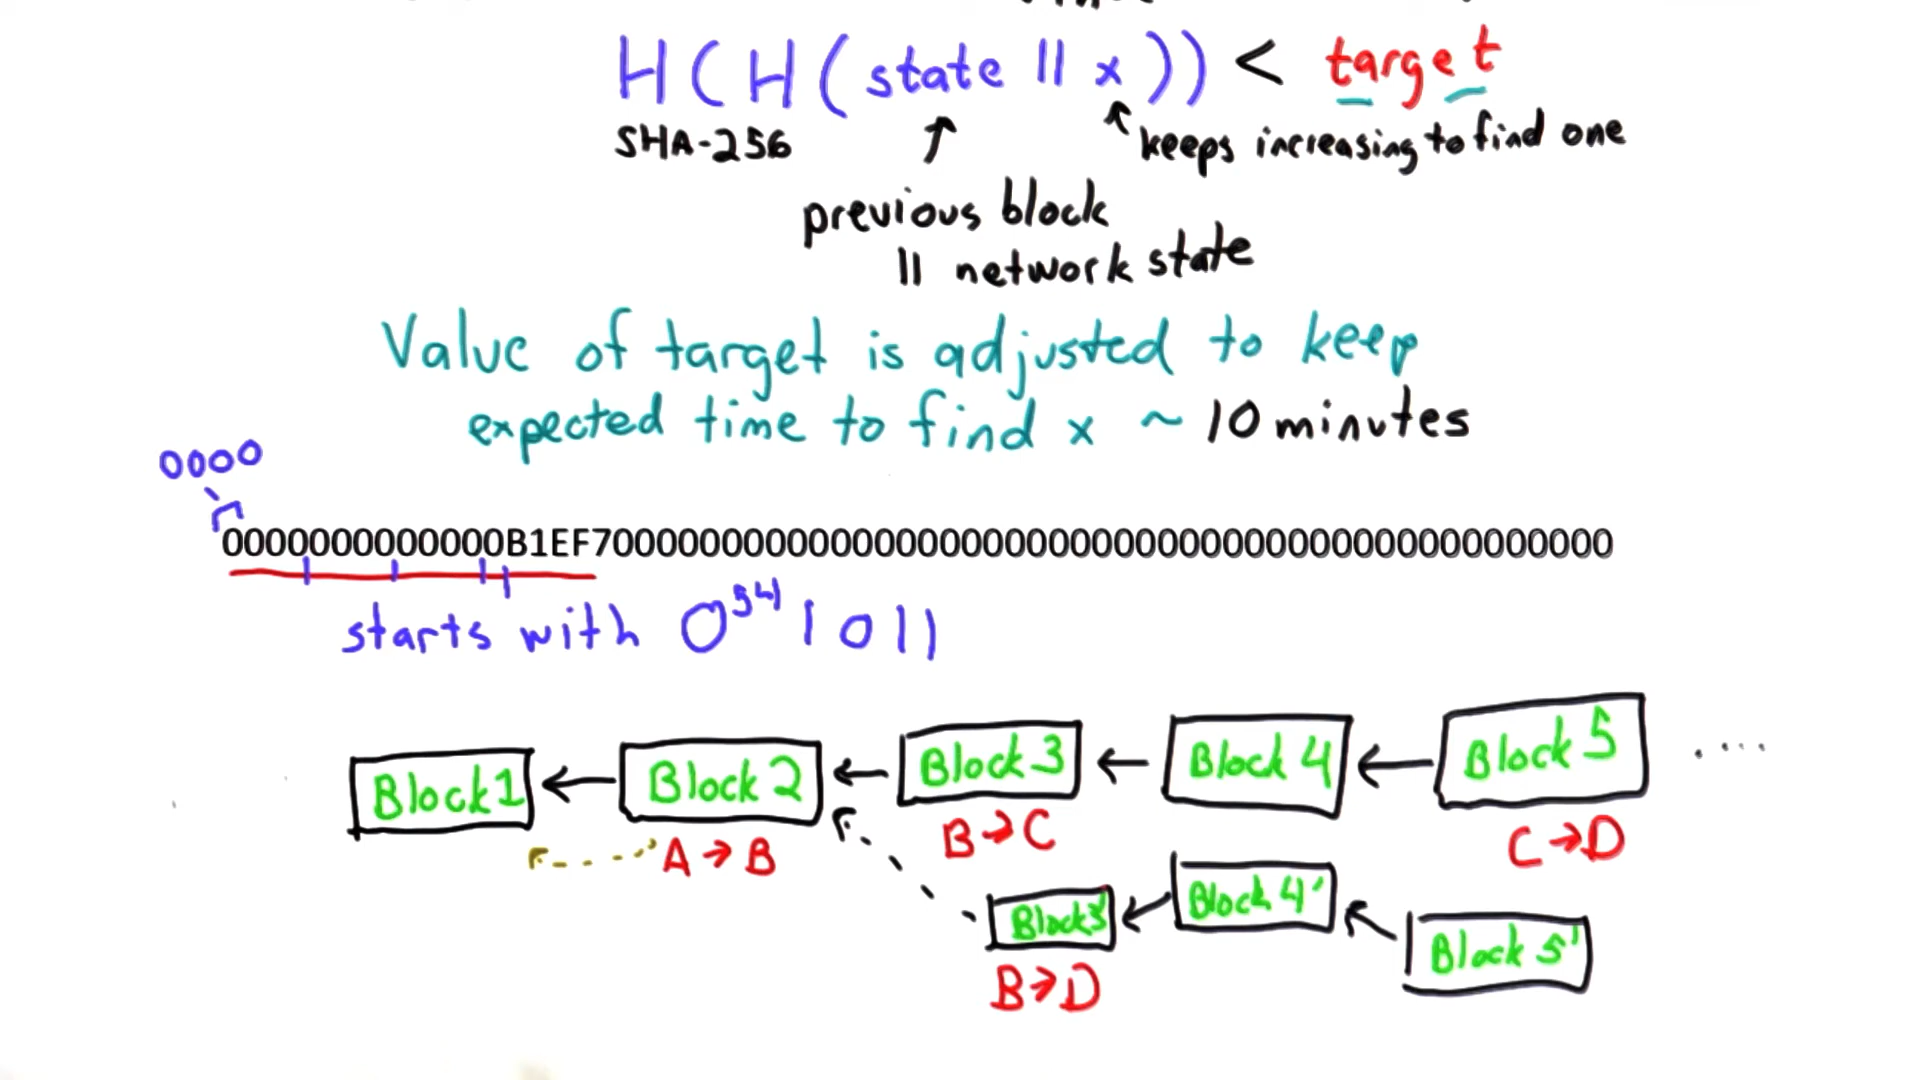 H(H(state || x)) < target
SHA-256
keeps increasing to find one
previous block
|| network state
Value of target is adjusted to keep
expected time to find x ~ 10 minutes
0000
0000000000000B1EF70000000000000000000000000000000000000000000000
starts with 0^54 1011
Block 1 ← Block 2 ← Block 3 ← Block 4 ← Block 5 ....
A → B
B → C
C → D
Block 3' ← Block 4' ← Block 5'
B → D